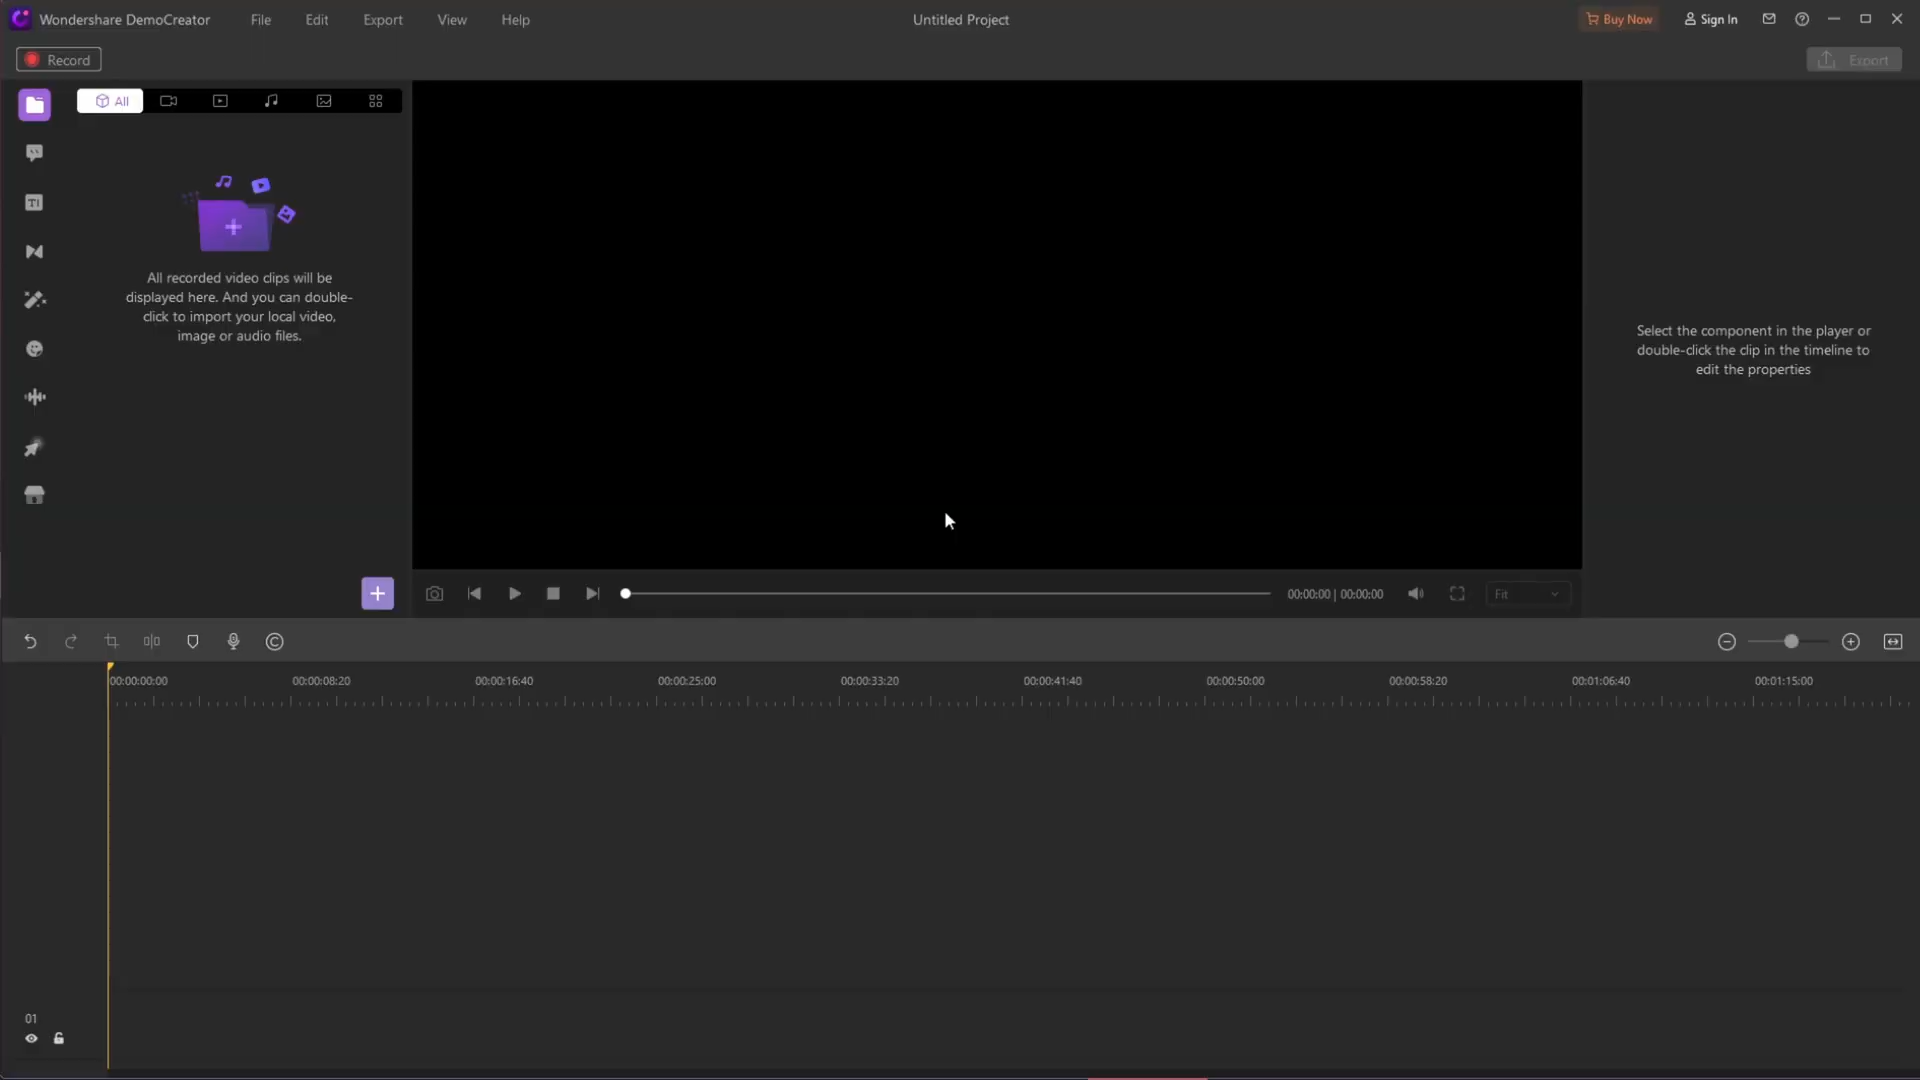 Wondershare DemoCreator File Edit Export View Help Untitled Project Buy Now Sign In
Record Export
All
All recorded video clips will be
displayed here. And you can double-
click to import your local video,
image or audio files.
TI
Select the component in the player or
double-click the clip in the timeline to
edit the properties
00:00:00 | 00:00:00 Fit
00:00:00:00 00:00:08:20 00:00:16:40 00:00:25:00 00:00:33:20 00:00:41:40 00:00:50:00 00:00:58:20 00:01:06:40 00:01:15:00
01